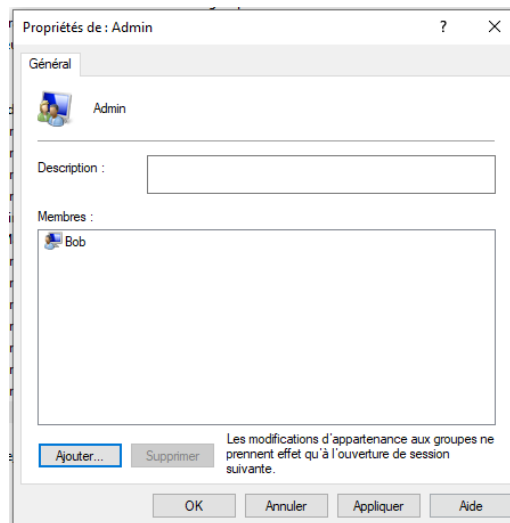 Propriétés de : Admin
?
Général
Admin
Description :
Membres :
Bob
Ajouter...
Supprimer
Les modifications d'appartenance aux groupes ne
prennent effet qu'à l'ouverture de session
suivante.
OK
Annuler
Appliquer
Aide